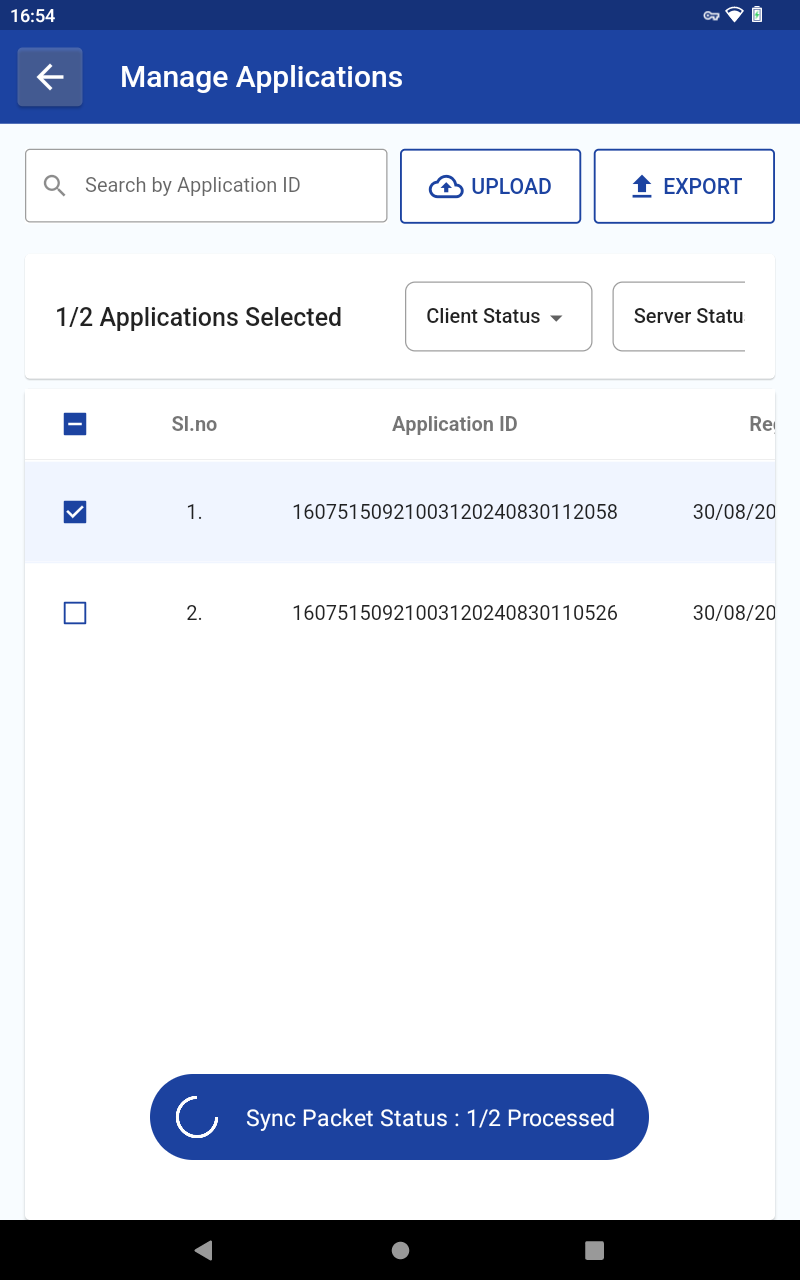 16:54
Manage Applications
Search by Application ID
UPLOAD
EXPORT
1/2 Applications Selected
Client Status
Server Statu
Sl.no
Application ID
Reg
1.
16075150921003120240830112058
30/08/20
2.
16075150921003120240830110526
30/08/20
Sync Packet Status : 1/2 Processed